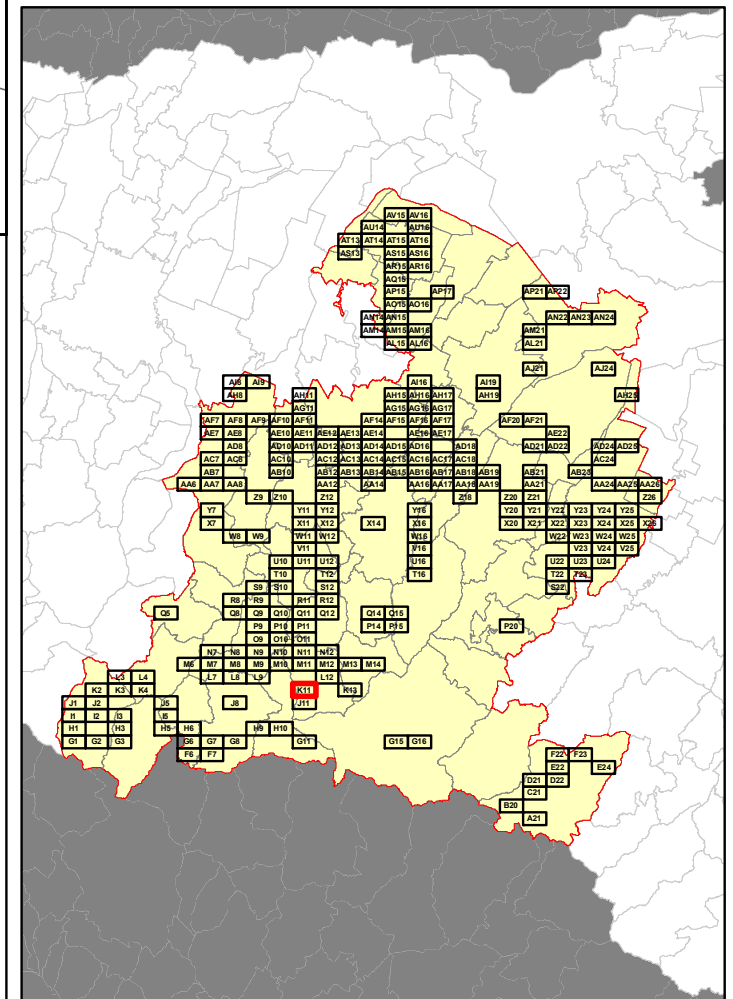 AV15 AV16
AU14 AU16
AT13 AT14 AT15 AT16
AS13 AS15 AS16
AR15 AR16
AQ15
AP15 AP17 AP21 AP22
AO15 AO16
AN14 AN15 AN22 AN23 AN24
AM14 AM15 AM16 AM21
AL15 AL16 AL21
AJ21 AJ24
AI8 AI9 AI16 AI19
AH8 AH11 AH15 AH16 AH17 AH19 AH25
AG11 AG15 AG16 AG17
AF7 AF8 AF9 AF10 AF11 AF14 AF15 AF16 AF17 AF20 AF21
AE7 AE8 AE10 AE11 AE12 AE13 AE14 AE16 AE17 AE22
AD8 AD10 AD11 AD12 AD13 AD14 AD15 AD16 AD18 AD21 AD22 AD24 AD25
AC7 AC8 AC10 AC12 AC13 AC14 AC15 AC16 AC17 AC18 AC24
AB7 AB10 AB12 AB13 AB14 AB15 AB16 AB17 AB18 AB19 AB21 AB23
AA6 AA7 AA8 AA12 AA14 AA16 AA17 AA18 AA19 AA21 AA24 AA25 AA26
Z9 Z10 Z12 Z18 Z20 Z21 Z26
Y7 Y11 Y12 Y16 Y20 Y21 Y22 Y23 Y24 Y25
X7 X11 X12 X14 X16 X20 X21 X22 X23 X24 X25 X26
W8 W9 W11 W12 W16 W22 W23 W24 W25
V11 V16 V23 V24 V25
U10 U11 U12 U16 U22 U23 U24
T10 T12 T16 T22 T23
S9 S10 S12 S22
R8 R9 R11 R12
Q5 Q8 Q9 Q10 Q11 Q12 Q14 Q15
P9 P10 P11 P14 P15 P20
O9 O10 O11
N7 N8 N9 N10 N11 N12
M6 M7 M8 M9 M10 M11 M12 M13 M14
L3 L4 L7 L8 L9 L12
K2 K3 K4 K11 K13
J1 J2 J5 J8 J11
I1 I2 I3 I5
H1 H3 H5 H6 H9 H10
G1 G2 G3 G6 G7 G8 G11 G15 G16
F6 F7 F22 F23
E22 E24
D21 D22
C21
B20
A21